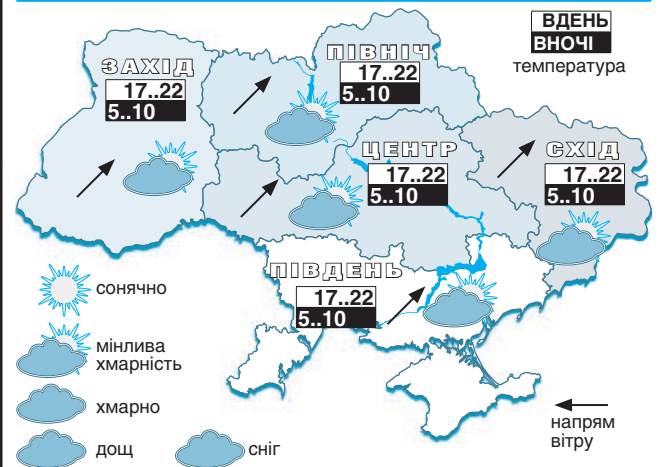 ВДЕНЬ
ВНОЧІ
температура
ЗАХІД
17..22
5..10
ПІВНІЧ
17..22
5..10
ЦЕНТР
17..22
5..10
СХІД
17..22
5..10
ПІВДЕНЬ
17..22
5..10
сонячно
мінлива
хмарність
хмарно
дощ
сніг
напрям
вітру